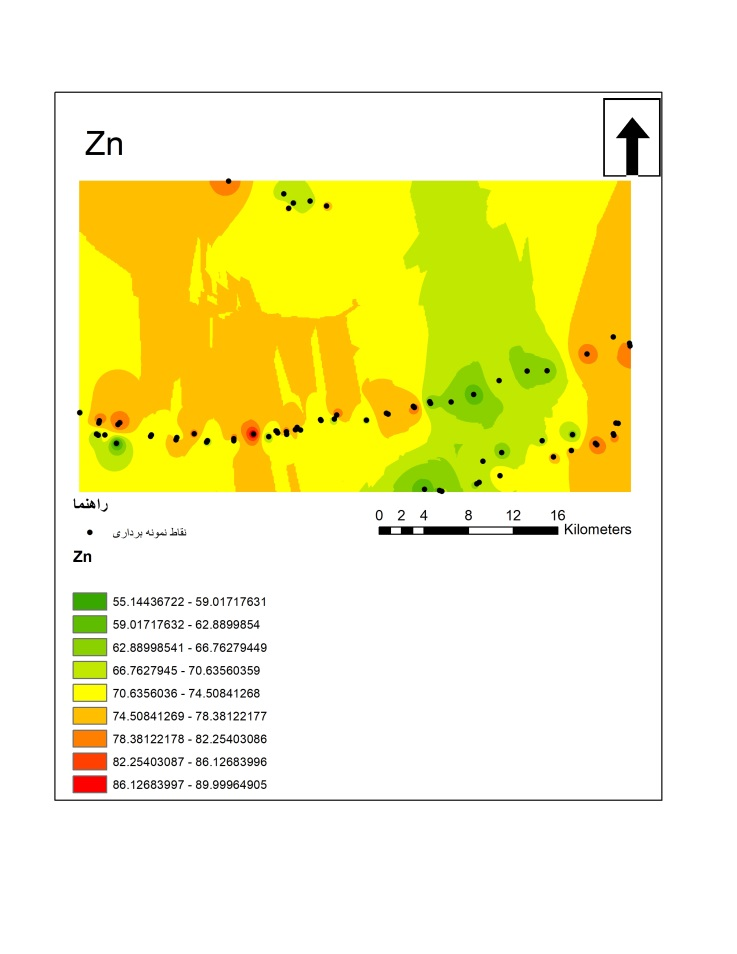 Zn
راهنما
نقاط نمونه برداری
0 2 4 8 12 16
Kilometers
Zn
55.14436722 - 59.01717631
59.01717632 - 62.8899854
62.88998541 - 66.76279449
66.7627945 - 70.63560359
70.6356036 - 74.50841268
74.50841269 - 78.38122177
78.38122178 - 82.25403086
82.25403087 - 86.12683996
86.12683997 - 89.99964905